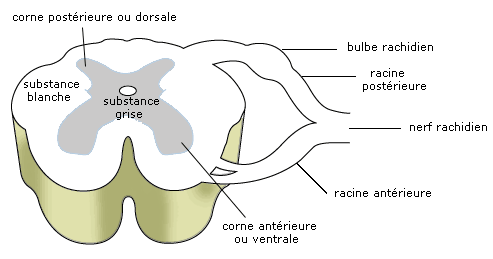 corne postérieure ou dorsale
bulbe rachidien
racine
postérieure
substance
blanche
substance
grise
nerf rachidien
racine antérieure
corne antérieure
ou ventrale